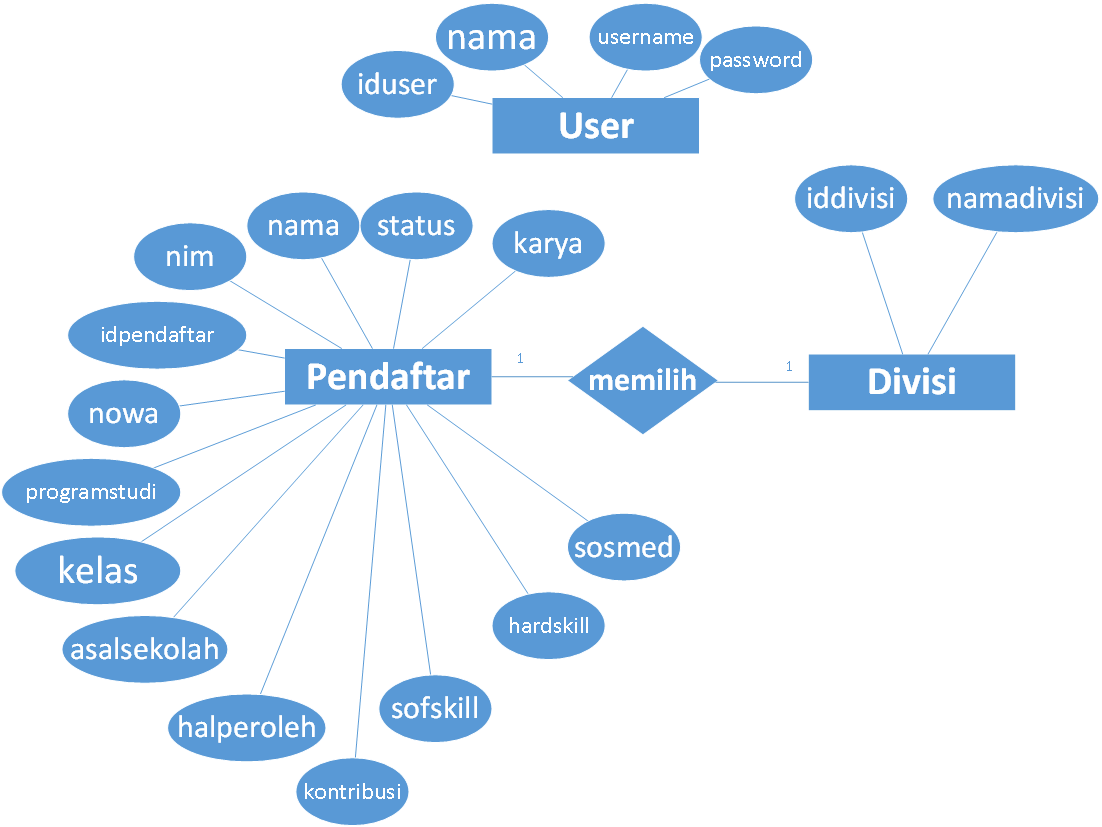 nama
username
password
iduser
User
iddivisi
namadivisi
nama
status
karya
nim
idpendaftar
Pendaftar
1
memilih
1
Divisi
nowa
programstudi
kelas
sosmed
hardskill
asalsekolah
sofskill
halperoleh
kontribusi